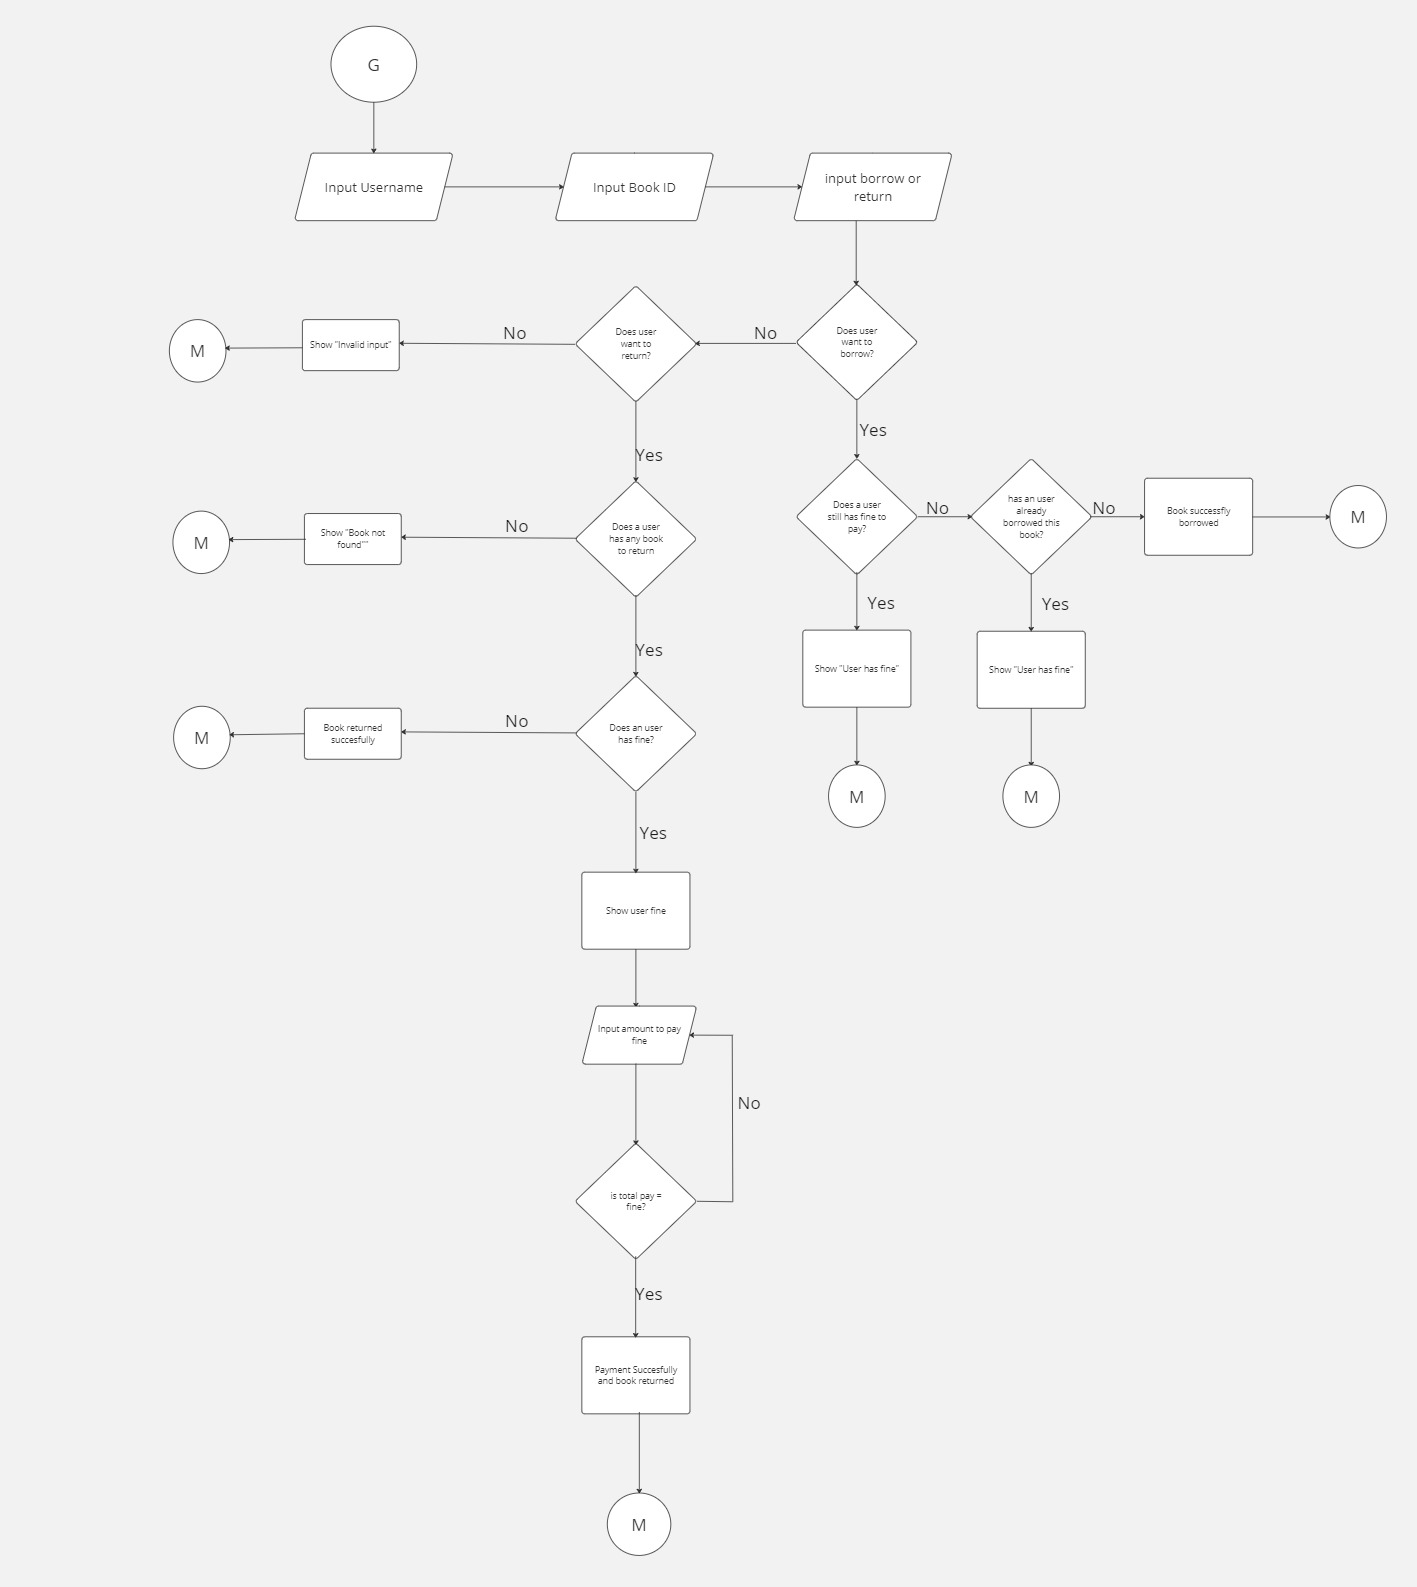 G
Input Username
Input Book ID
input borrow or
return
Does user
want to
borrow?
No
Does user
want to
return?
No
Show "Invalid input"
M
Yes
Yes
Does a user
still has fine to
pay?
No
has an user
already
borrowed this
book?
No
Book successfly
borrowed
M
Does a user
has any book
to return
No
Show "Book not
found""
M
Yes
Yes
Show "User has fine"
Show "User has fine"
M
M
Yes
Does an user
has fine?
No
Book returned
succesfully
M
Yes
Show user fine
Input amount to pay
fine
No
is total pay =
fine?
Yes
Payment Succesfully
and book returned
M